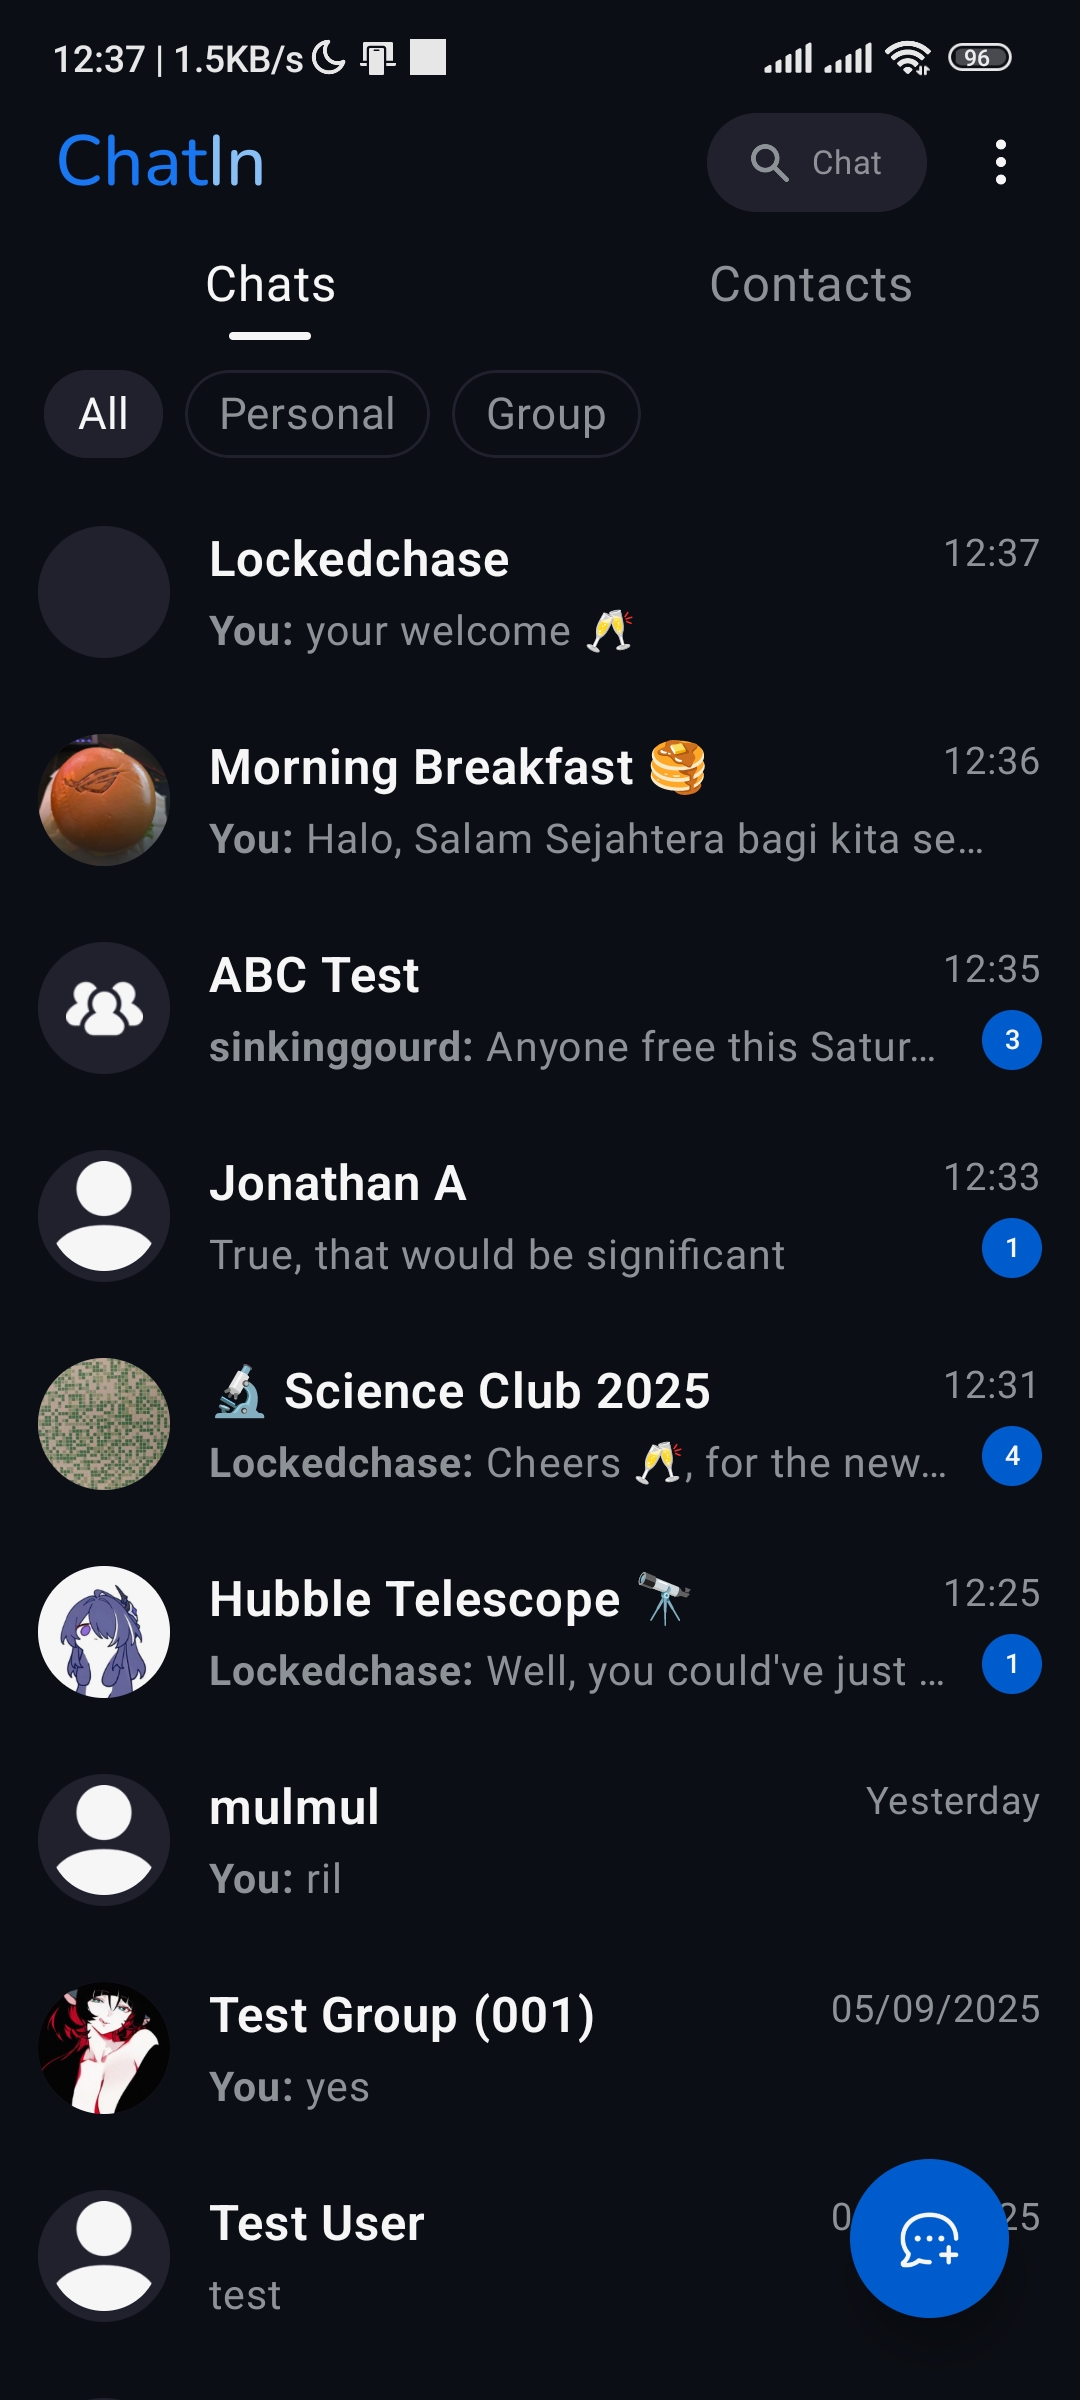 12:37 | 1.5KB/s 96
ChatIn Chat
Chats Contacts
All Personal Group
Lockedchase 12:37
You: your welcome 🥂
Morning Breakfast 🥞 12:36
You: Halo, Salam Sejahtera bagi kita se...
ABC Test 12:35
sinkinggourd: Anyone free this Satur... 3
Jonathan A 12:33
True, that would be significant 1
🔬 Science Club 2025 12:31
Lockedchase: Cheers 🥂, for the new... 4
Hubble Telescope 🔭 12:25
Lockedchase: Well, you could've just ... 1
mulmul Yesterday
You: ril
Test Group (001) 05/09/2025
You: yes
Test User
test